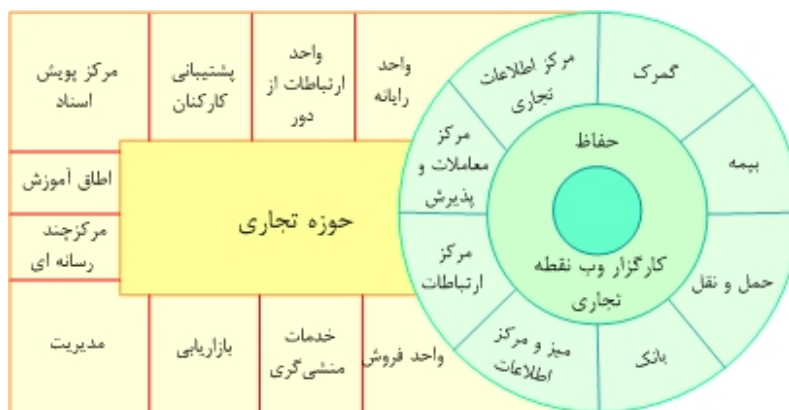 مرکز پویش
اسناد
پشتیبانی
کارکنان
واحد
ارتباطات از
دور
واحد
رایانه
مرکز اطلاعات
تجاری
گمرک
بیمه
حمل و نقل
بانک
میز و مرکز
اطلاعات
مرکز
ارتباطات
مرکز
معاملات و
پذیرش
حفاظ
کارگزار وب نقطه
تجاری
حوزه تجاری
اطاق آموزش
مرکزچند
رسانه ای
مدیریت
بازاریابی
خدمات
منشی‌گری
واحد فروش